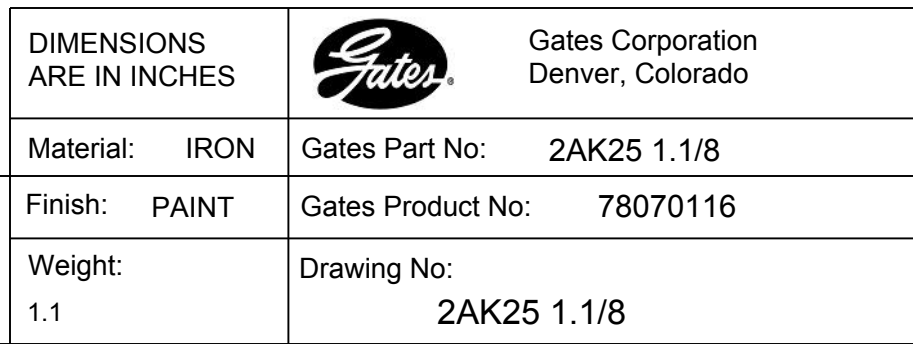 DIMENSIONS
ARE IN INCHES
Gates®
Gates Corporation
Denver, Colorado
Material: IRON
Gates Part No: 2AK25 1.1/8
Finish: PAINT
Gates Product No: 78070116
Weight:
1.1
Drawing No:
2AK25 1.1/8